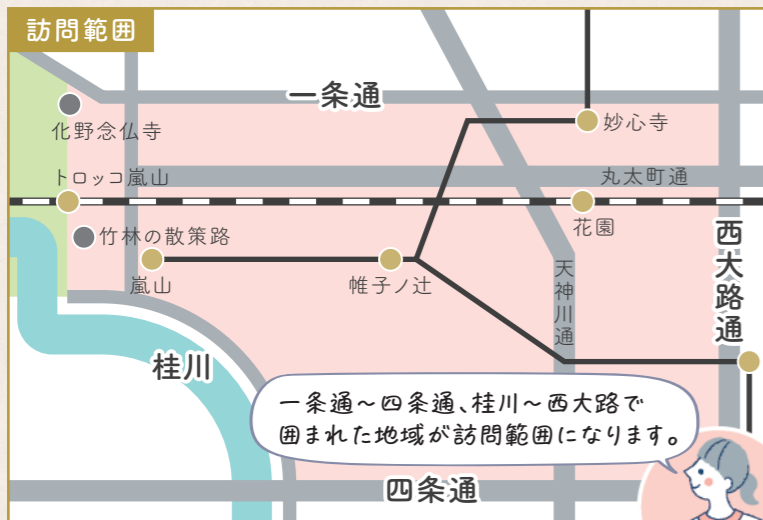 訪問範囲
一条通
化野念仏寺
妙心寺
トロッコ嵐山
丸太町通
竹林の散策路
花園
西大路通
嵐山
帷子ノ辻
天神川通
桂川
一条通～四条通、桂川～西大路で
囲まれた地域が訪問範囲になります。
四条通